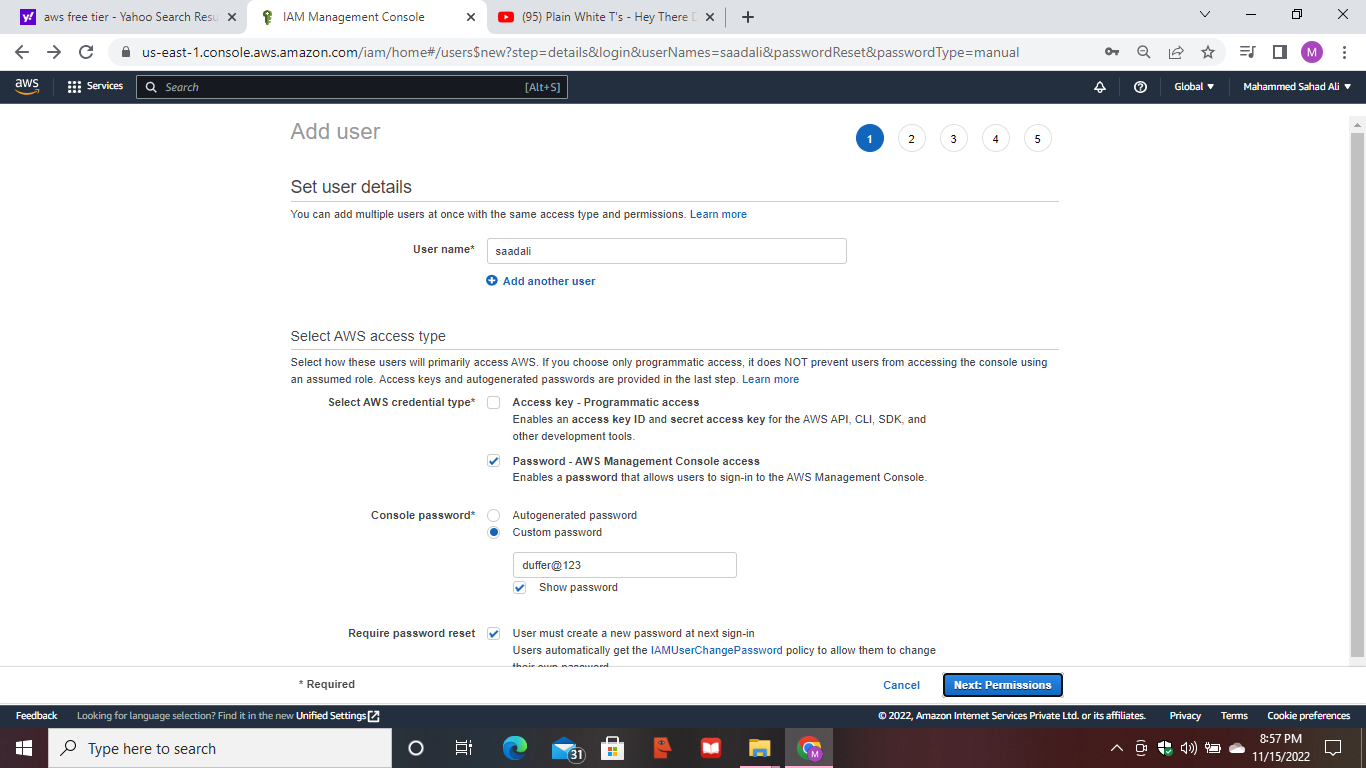 aws free tier - Yahoo Search Resu
IAM Management Console
(95) Plain White T's - Hey There D
us-east-1.console.aws.amazon.com/iam/home#/users$new?step=details&login&userNames=saadali&passwordReset&passwordType=manual
M
aws
Services
Search
[Alt+S]
Global
Mahammed Sahad Ali
Add user
1 2 3 4 5
Set user details
You can add multiple users at once with the same access type and permissions. Learn more
User name*
saadali
Add another user
Select AWS access type
Select how these users will primarily access AWS. If you choose only programmatic access, it does NOT prevent users from accessing the console using
an assumed role. Access keys and autogenerated passwords are provided in the last step. Learn more
Select AWS credential type*
Access key - Programmatic access
Enables an access key ID and secret access key for the AWS API, CLI, SDK, and
other development tools.
Password - AWS Management Console access
Enables a password that allows users to sign-in to the AWS Management Console.
Console password*
Autogenerated password
Custom password
duffer@123
Show password
Require password reset
User must create a new password at next sign-in
Users automatically get the IAMUserChangePassword policy to allow them to change
their own password
* Required
Cancel
Next: Permissions
Feedback
Looking for language selection? Find it in the new Unified Settings
© 2022, Amazon Internet Services Private Ltd. or its affiliates.
Privacy
Terms
Cookie preferences
Type here to search
31
M
8:57 PM
11/15/2022